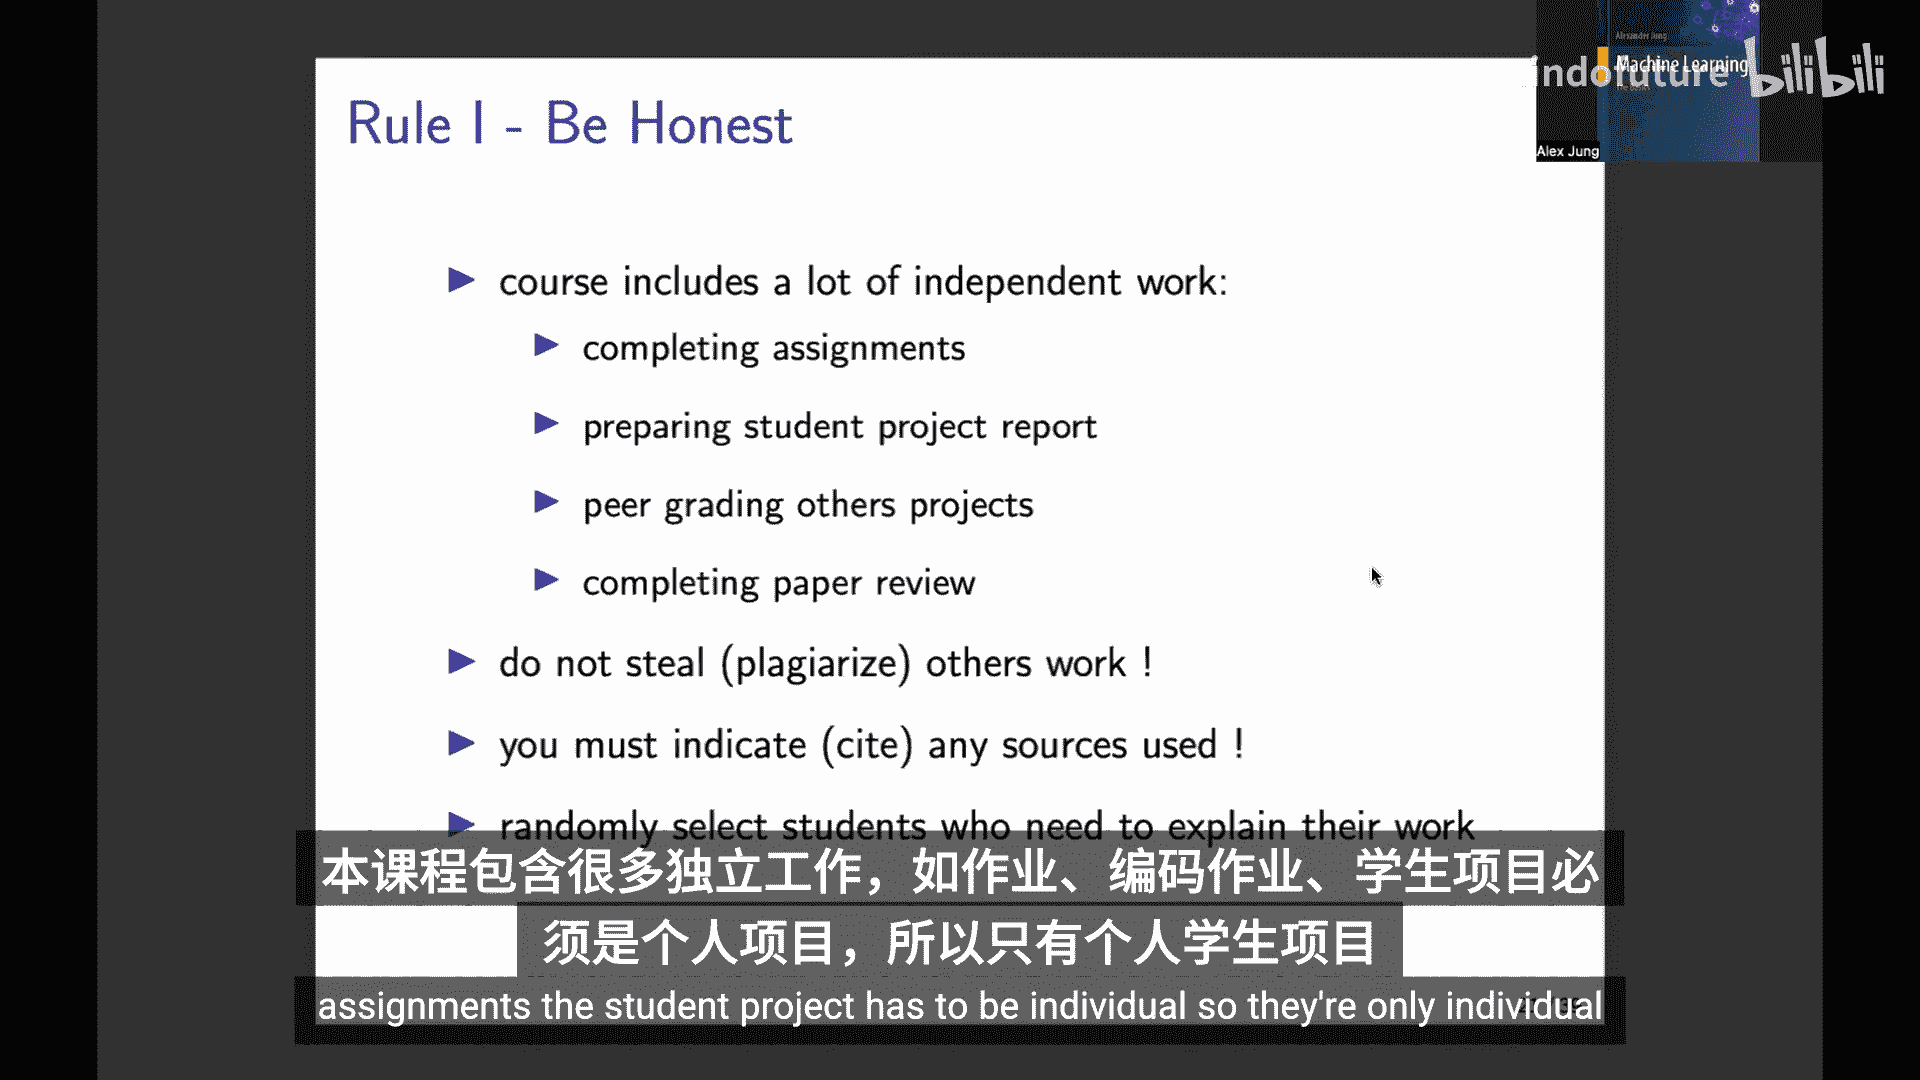 Rule I - Be Honest
Alexander Jung
Machine Learning
indofuture bilibili
Alex Jung
course includes a lot of independent work:
completing assignments
preparing student project report
peer grading others projects
completing paper review
do not steal (plagiarize) others work !
you must indicate (cite) any sources used !
randomly select students who need to explain their work
本课程包含很多独立工作，如作业、编码作业、学生项目必
须是个人项目，所以只有个人学生项目
assignments the student project has to be individual so they're only individual